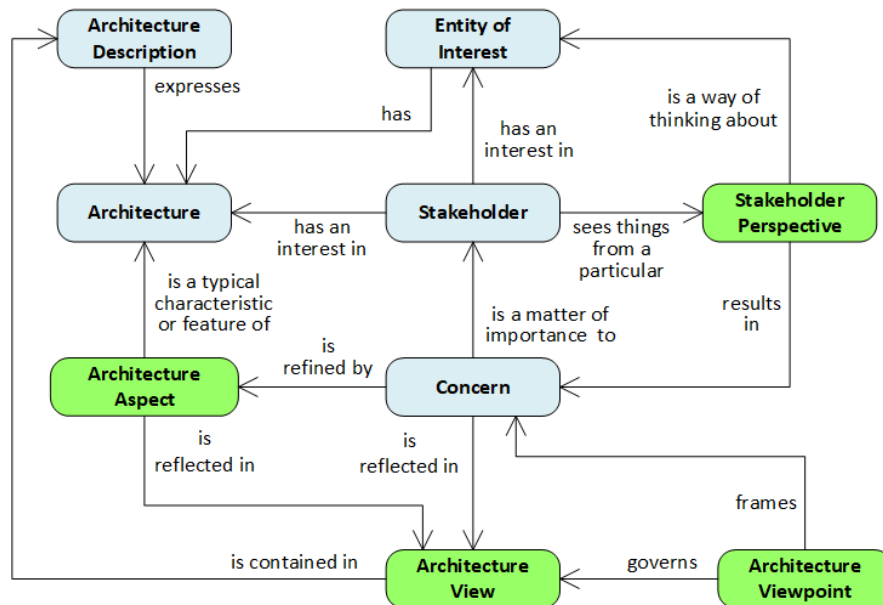 Architecture
Description
Entity of
Interest
expresses
has
is a way of
thinking about
has an
interest in
Architecture
Stakeholder
Stakeholder
Perspective
has an
interest in
sees things
from a
particular
is a typical
characteristic
or feature of
is a matter of
importance to
results
in
is
refined by
Architecture
Aspect
Concern
is
reflected in
is
reflected in
frames
is contained in
Architecture
View
governs
Architecture
Viewpoint